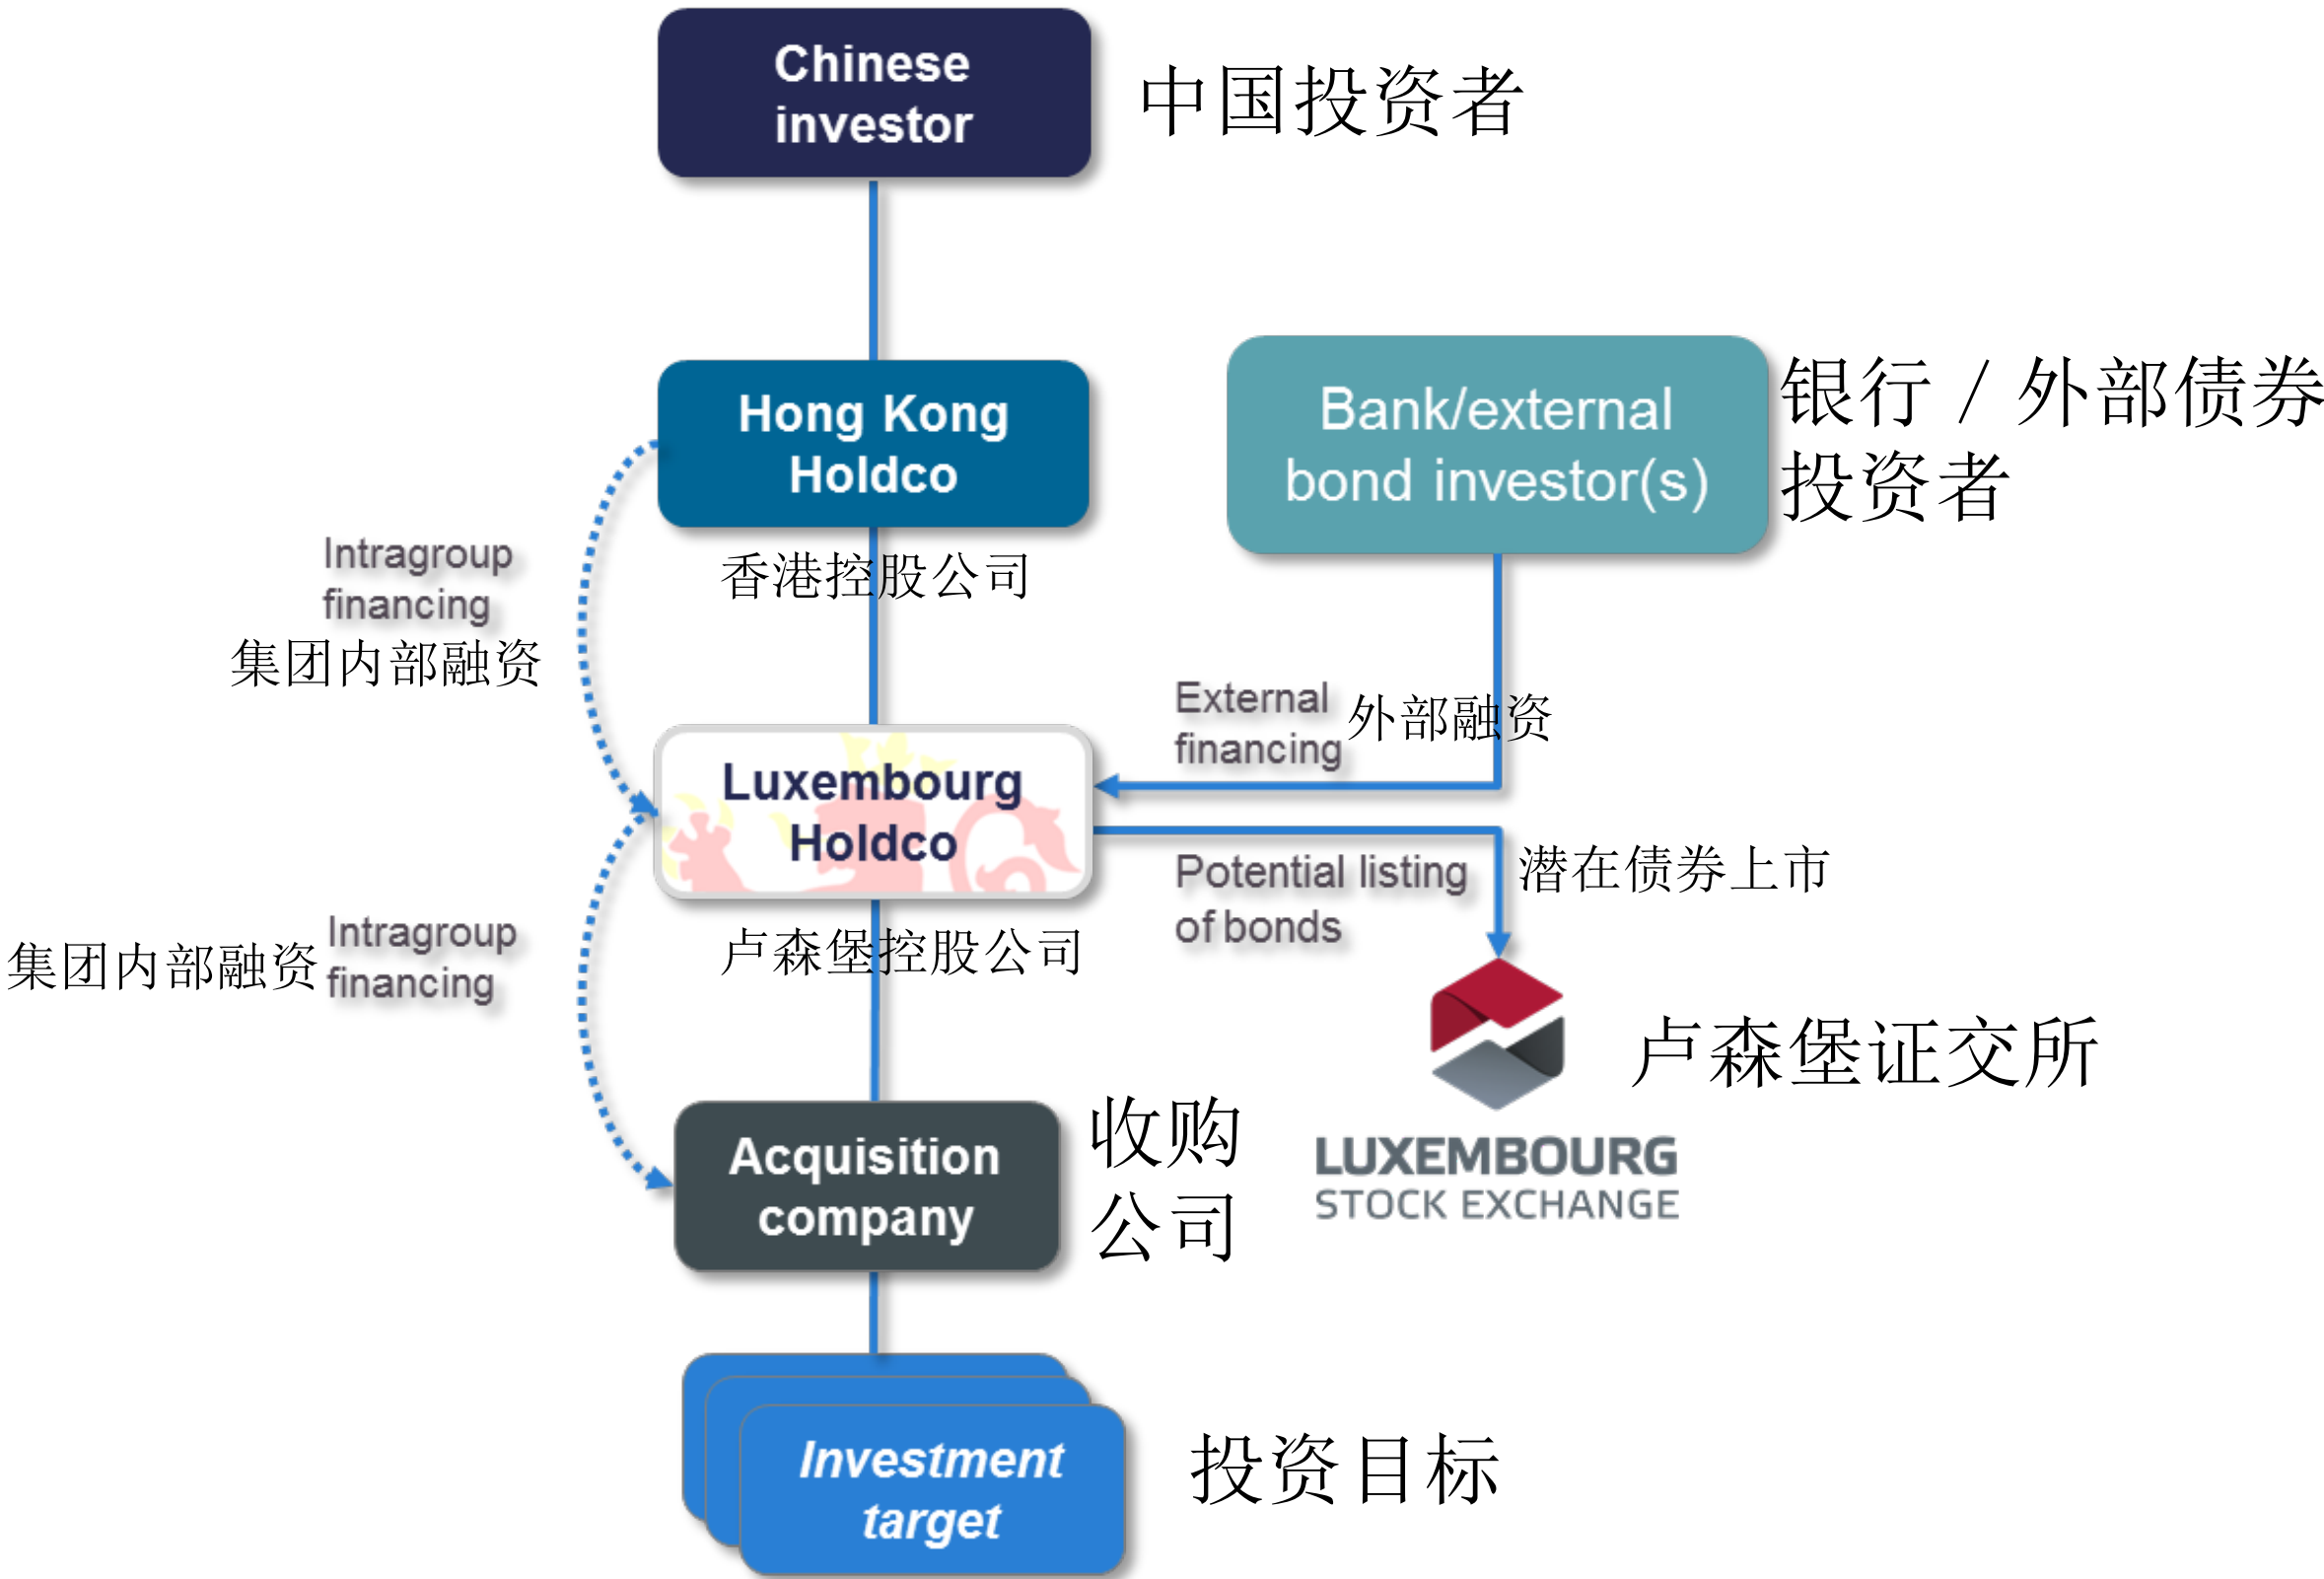 Chinese
investor
中国投资者
Hong Kong
Holdco
香港控股公司
Bank/external
bond investor(s)
银行 / 外部债券
投资者
Intragroup
financing
集团内部融资
External
financing
外部融资
Luxembourg
Holdco
卢森堡控股公司
Potential listing
of bonds
潜在债券上市
集团内部融资
Intragroup
financing
卢森堡证交所
LUXEMBOURG
STOCK EXCHANGE
Acquisition
company
收购
公司
Investment
target
投资目标